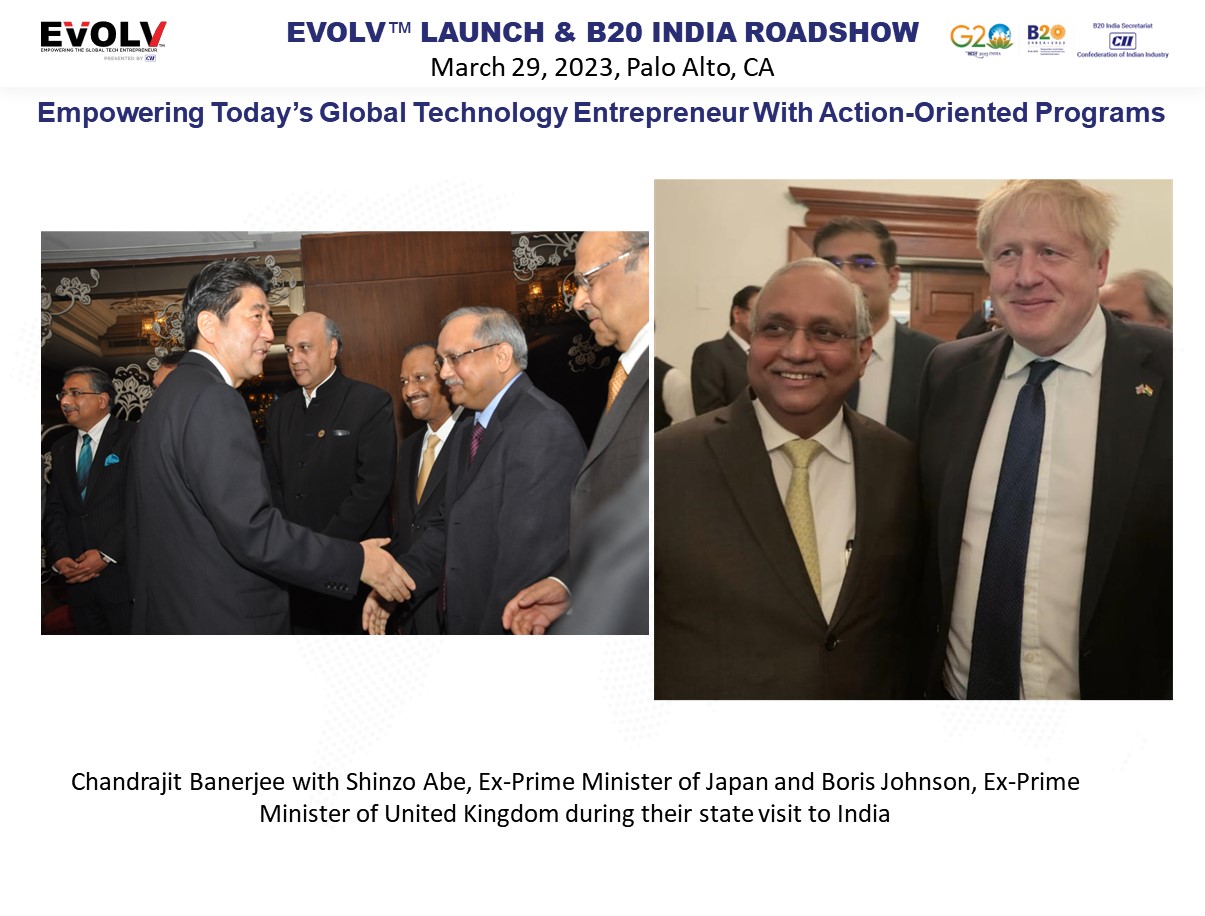 EVOLV™
EMPOWERING THE GLOBAL TECH ENTREPRENEUR
PRESENTED BY CII
EVOLV™ LAUNCH & B20 INDIA ROADSHOW
March 29, 2023, Palo Alto, CA
G20
B20
B20 India Secretariat
CII
Confederation of Indian Industry
Empowering Today’s Global Technology Entrepreneur With Action-Oriented Programs
Chandrajit Banerjee with Shinzo Abe, Ex-Prime Minister of Japan and Boris Johnson, Ex-Prime
Minister of United Kingdom during their state visit to India